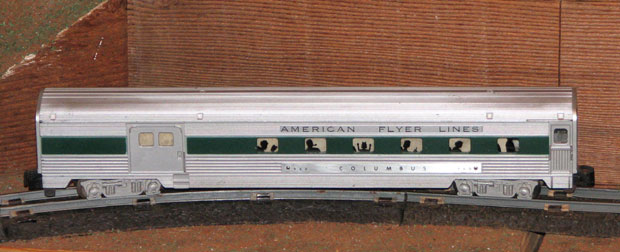 AMERICAN FLYER LINES
COLUMBUS